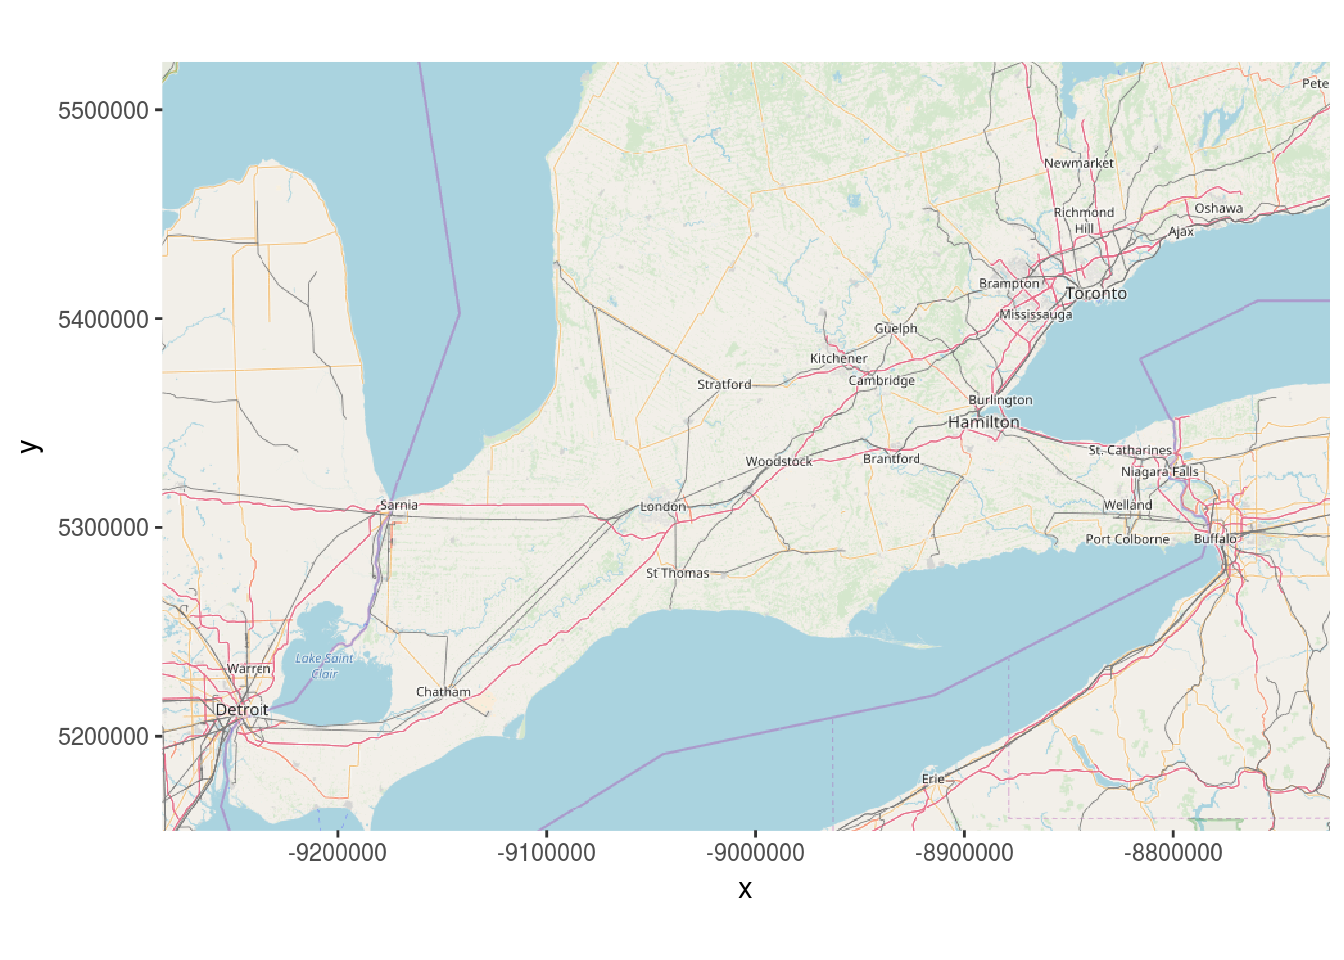 5500000
5400000
5300000
5200000
y
Pete
Newmarket
Richmond
Hill
Oshawa
Ajax
Brampton
Toronto
Mississauga
Guelph
Kitchener
Cambridge
Stratford
Burlington
Hamilton
St. Catharines
Woodstock
Brantford
Niagara Falls
Sarnia
London
Welland
Port Colborne
Buffalo
St Thomas
Lake Saint
Clair
Warren
Chatham
Detroit
Erie
-9200000
-9100000
-9000000
-8900000
-8800000
x